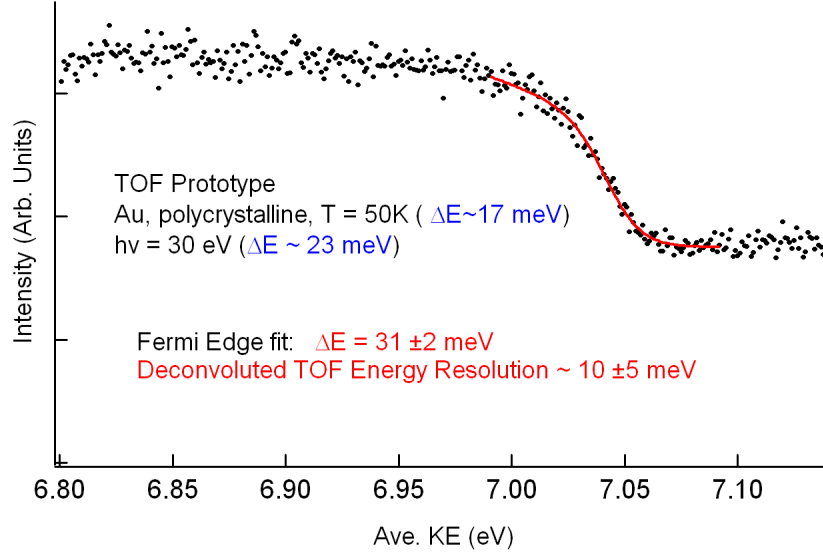 Intensity (Arb. Units)
TOF Prototype
Au, polycrystalline, T = 50K ( ΔE~17 meV)
hv = 30 eV (ΔE ~ 23 meV)
Fermi Edge fit: ΔE = 31 ±2 meV
Deconvoluted TOF Energy Resolution ~ 10 ±5 meV
6.80 6.85 6.90 6.95 7.00 7.05 7.10
Ave. KE (eV)